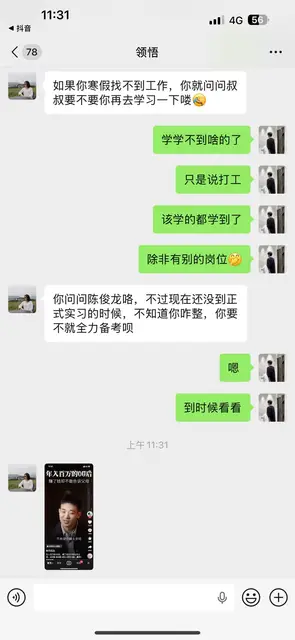 11:31
4G
56
抖音
78
领悟
如果你寒假找不到工作，你就问问叔
叔要不要你再去学习一下喽
学学不到啥的了
只是说打工
该学的都学到了
除非有别的岗位
你问问陈俊龙咯，不过现在还没到正
式实习的时候，不知道你咋整，你要
不就全力备考呗
嗯
到时候看看
上午 11:31
年入百万的00后